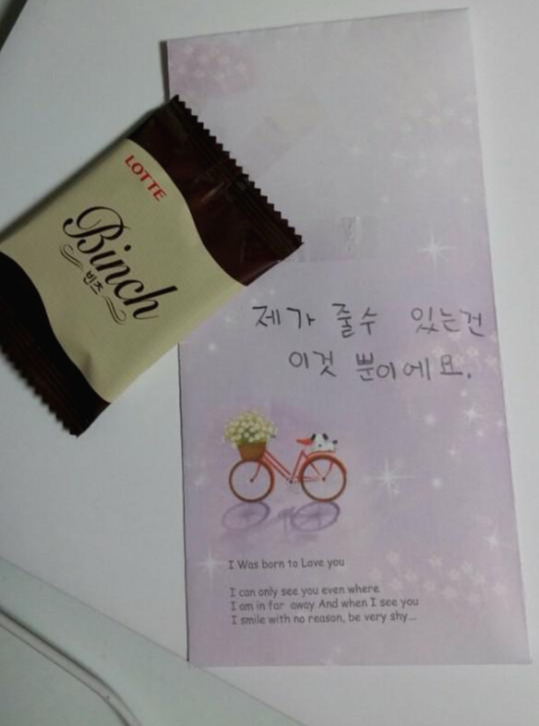 LOTTE
Binch
빈츠
제가 줄수 있는건
이것 뿐이에요.
I Was born to Love you
I can only see you even where
I am in far away And when I see you
I smile with no reason, be very shy...